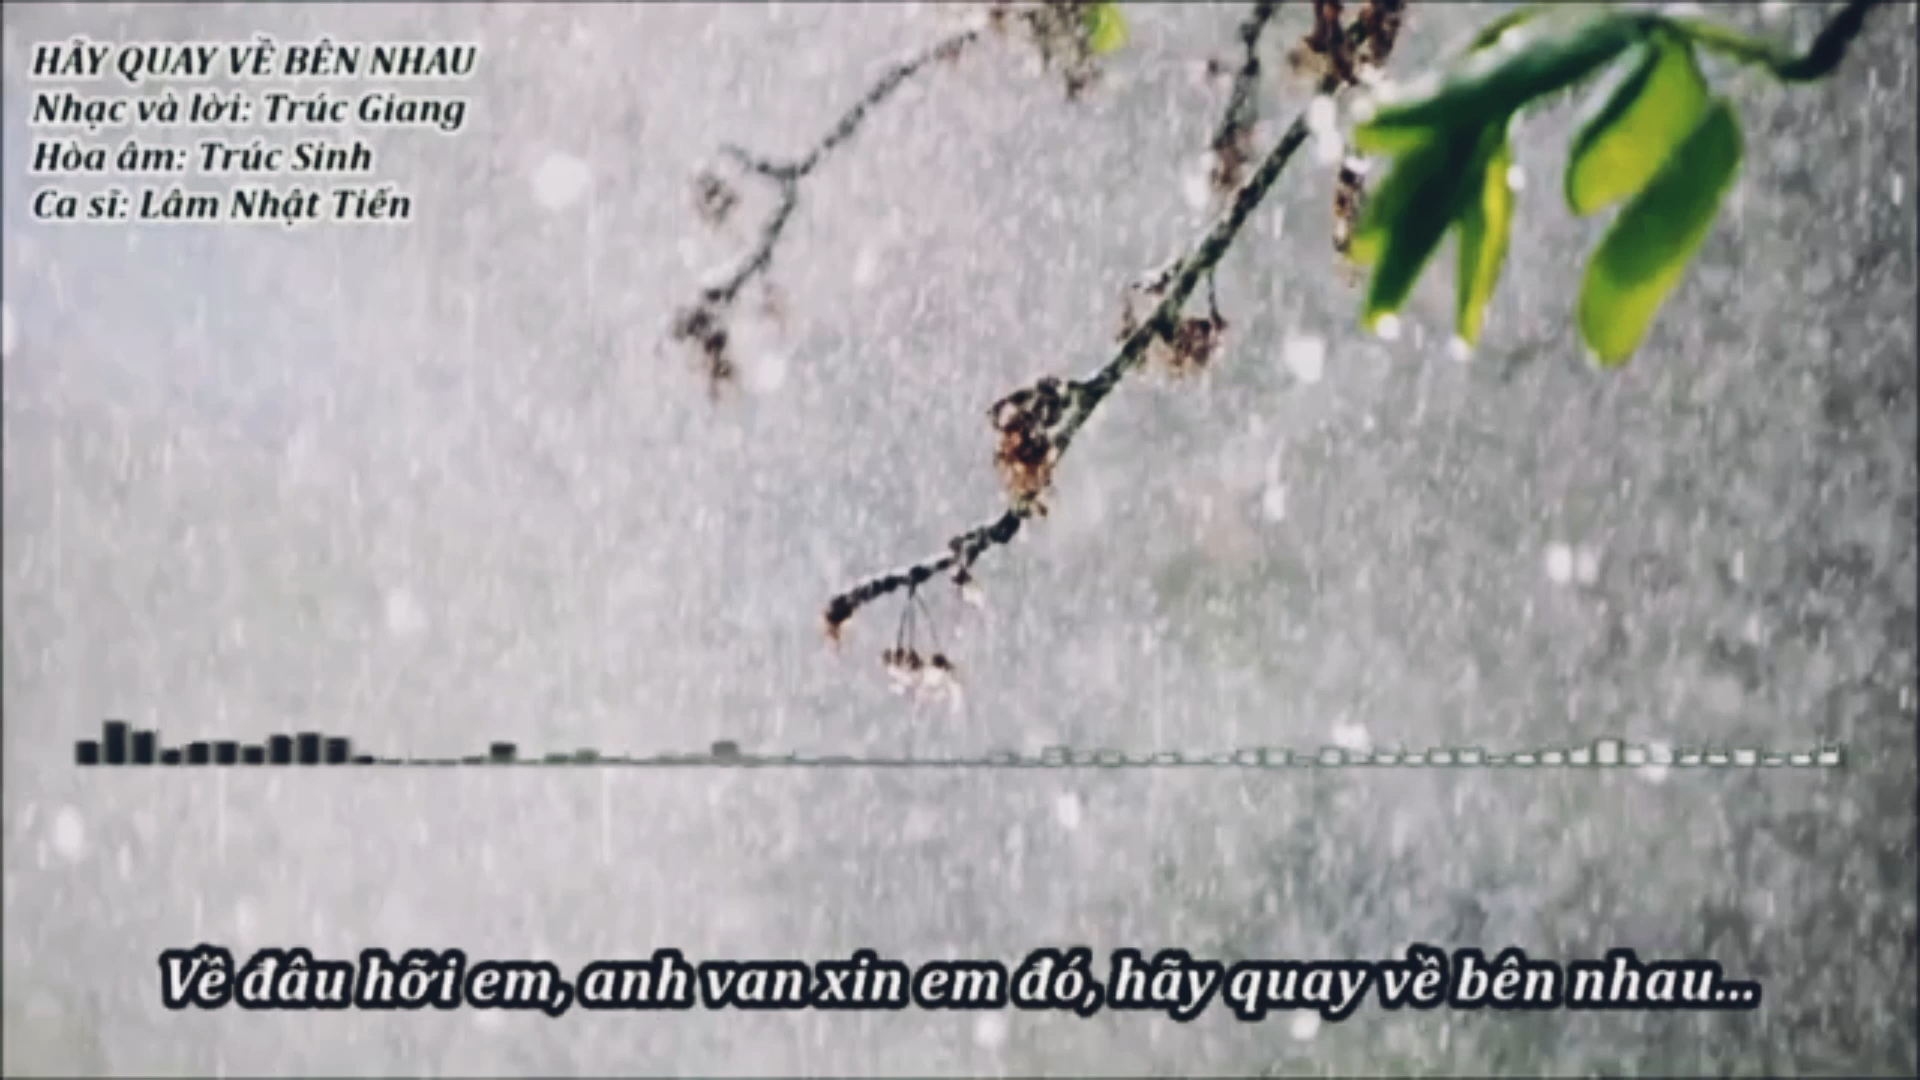 HÃY QUAY VỀ BÊN NHAU
Nhạc và lời: Trúc Giang
Hòa âm: Trúc Sinh
Ca sĩ: Lâm Nhật Tiến
Về đâu hỡi em, anh van xin em đó, hãy quay về bên nhau...